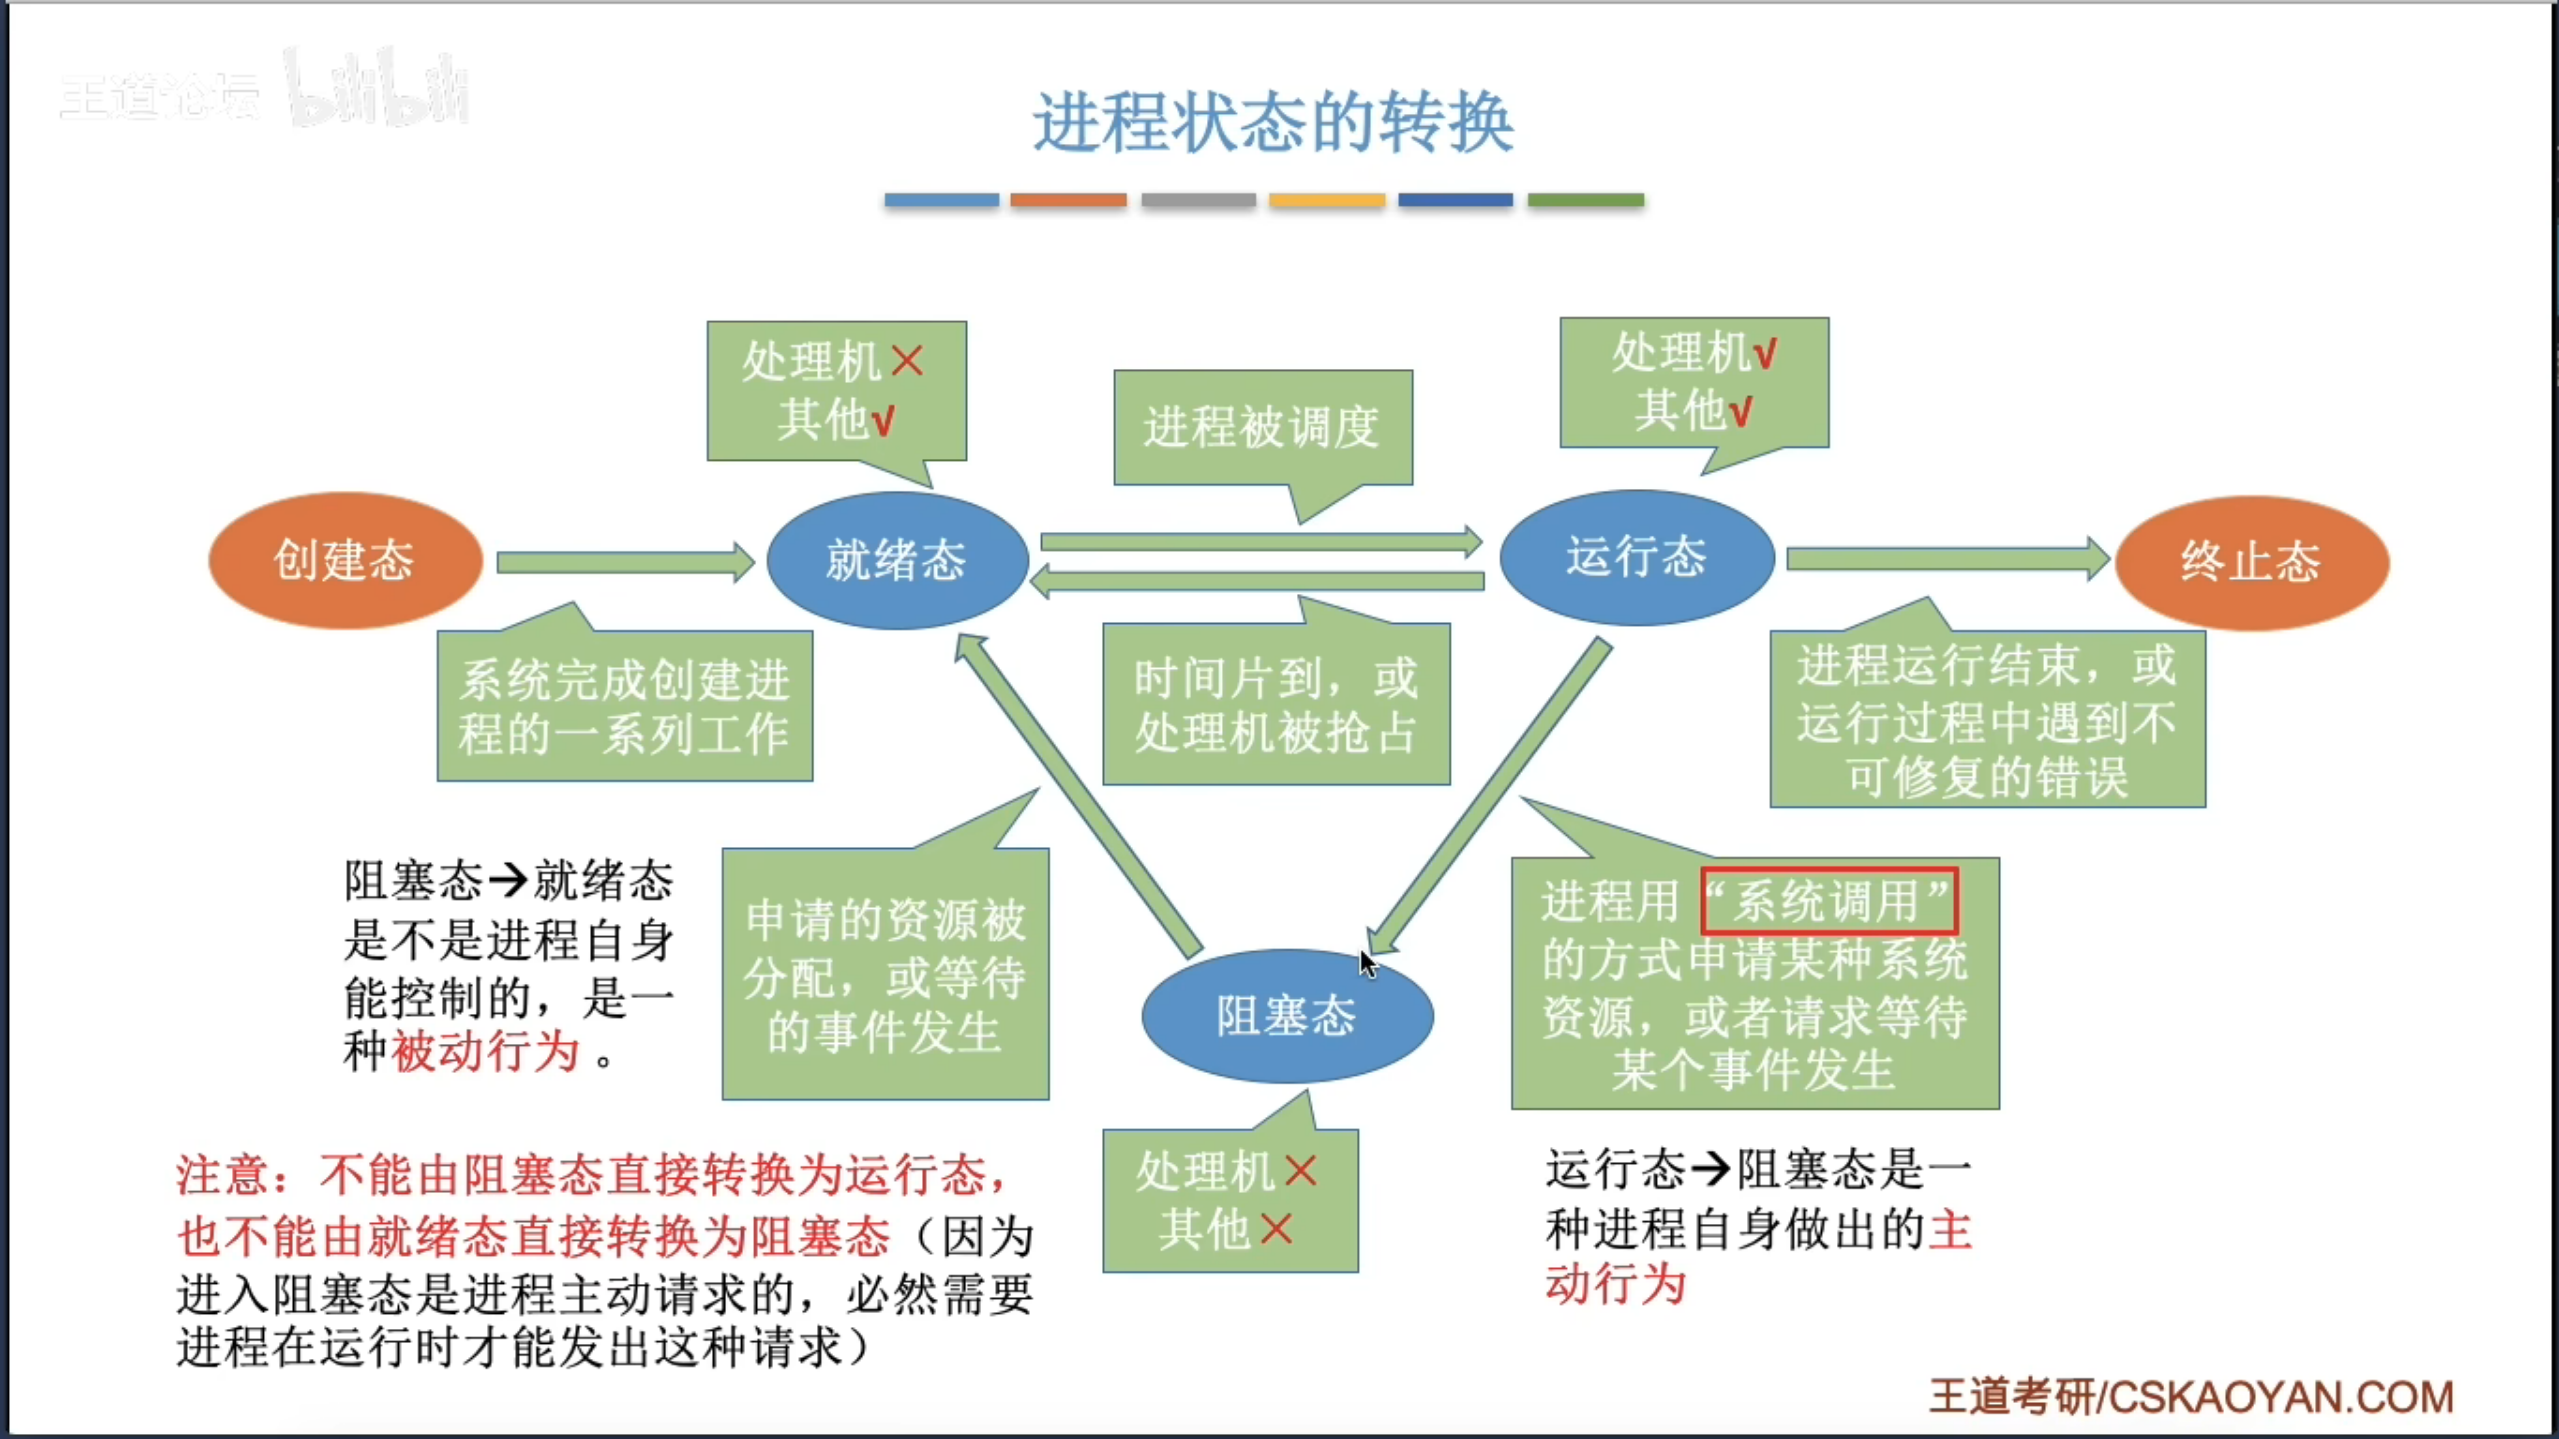 王道论坛 bilibili
进程状态的转换
处理机×
其他√
进程被调度
处理机√
其他√
创建态
就绪态
运行态
终止态
系统完成创建进
程的一系列工作
时间片到，或
处理机被抢占
进程运行结束，或
运行过程中遇到不
可修复的错误
阻塞态→就绪态
是不是进程自身
能控制的，是一
种被动行为。
申请的资源被
分配，或等待
的事件发生
进程用“系统调用”
的方式申请某种系统
资源，或者请求等待
某个事件发生
阻塞态
处理机×
其他×
注意：不能由阻塞态直接转换为运行态，
也不能由就绪态直接转换为阻塞态（因为
进入阻塞态是进程主动请求的，必然需要
进程在运行时才能发出这种请求）
运行态→阻塞态是一
种进程自身做出的主
动行为
王道考研/CSKAOYAN.COM